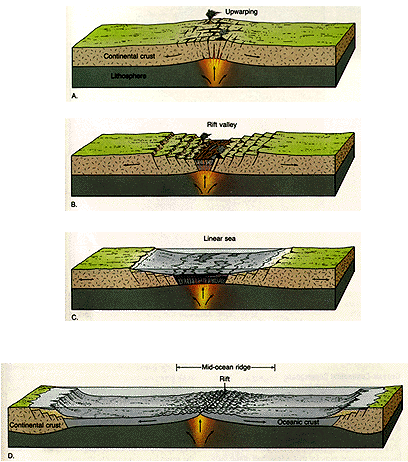 Upwarping
Continental crust
Lithosphere
A.
Rift valley
B.
Linear sea
C.
Mid-ocean ridge
Rift
Continental crust
Oceanic crust
D.